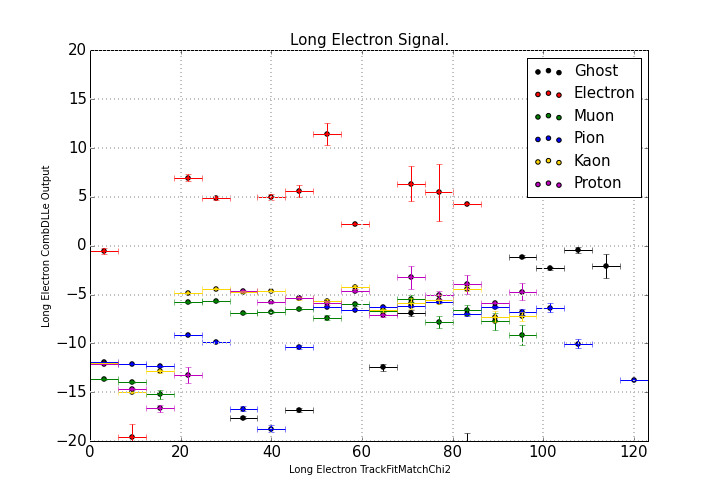 Long Electron Signal.
20
15
10
5
0
−5
−10
−15
−20
Long Electron CombDLLe Output
Ghost
Electron
Muon
Pion
Kaon
Proton
0 20 40 60 80 100 120
Long Electron TrackFitMatchChi2